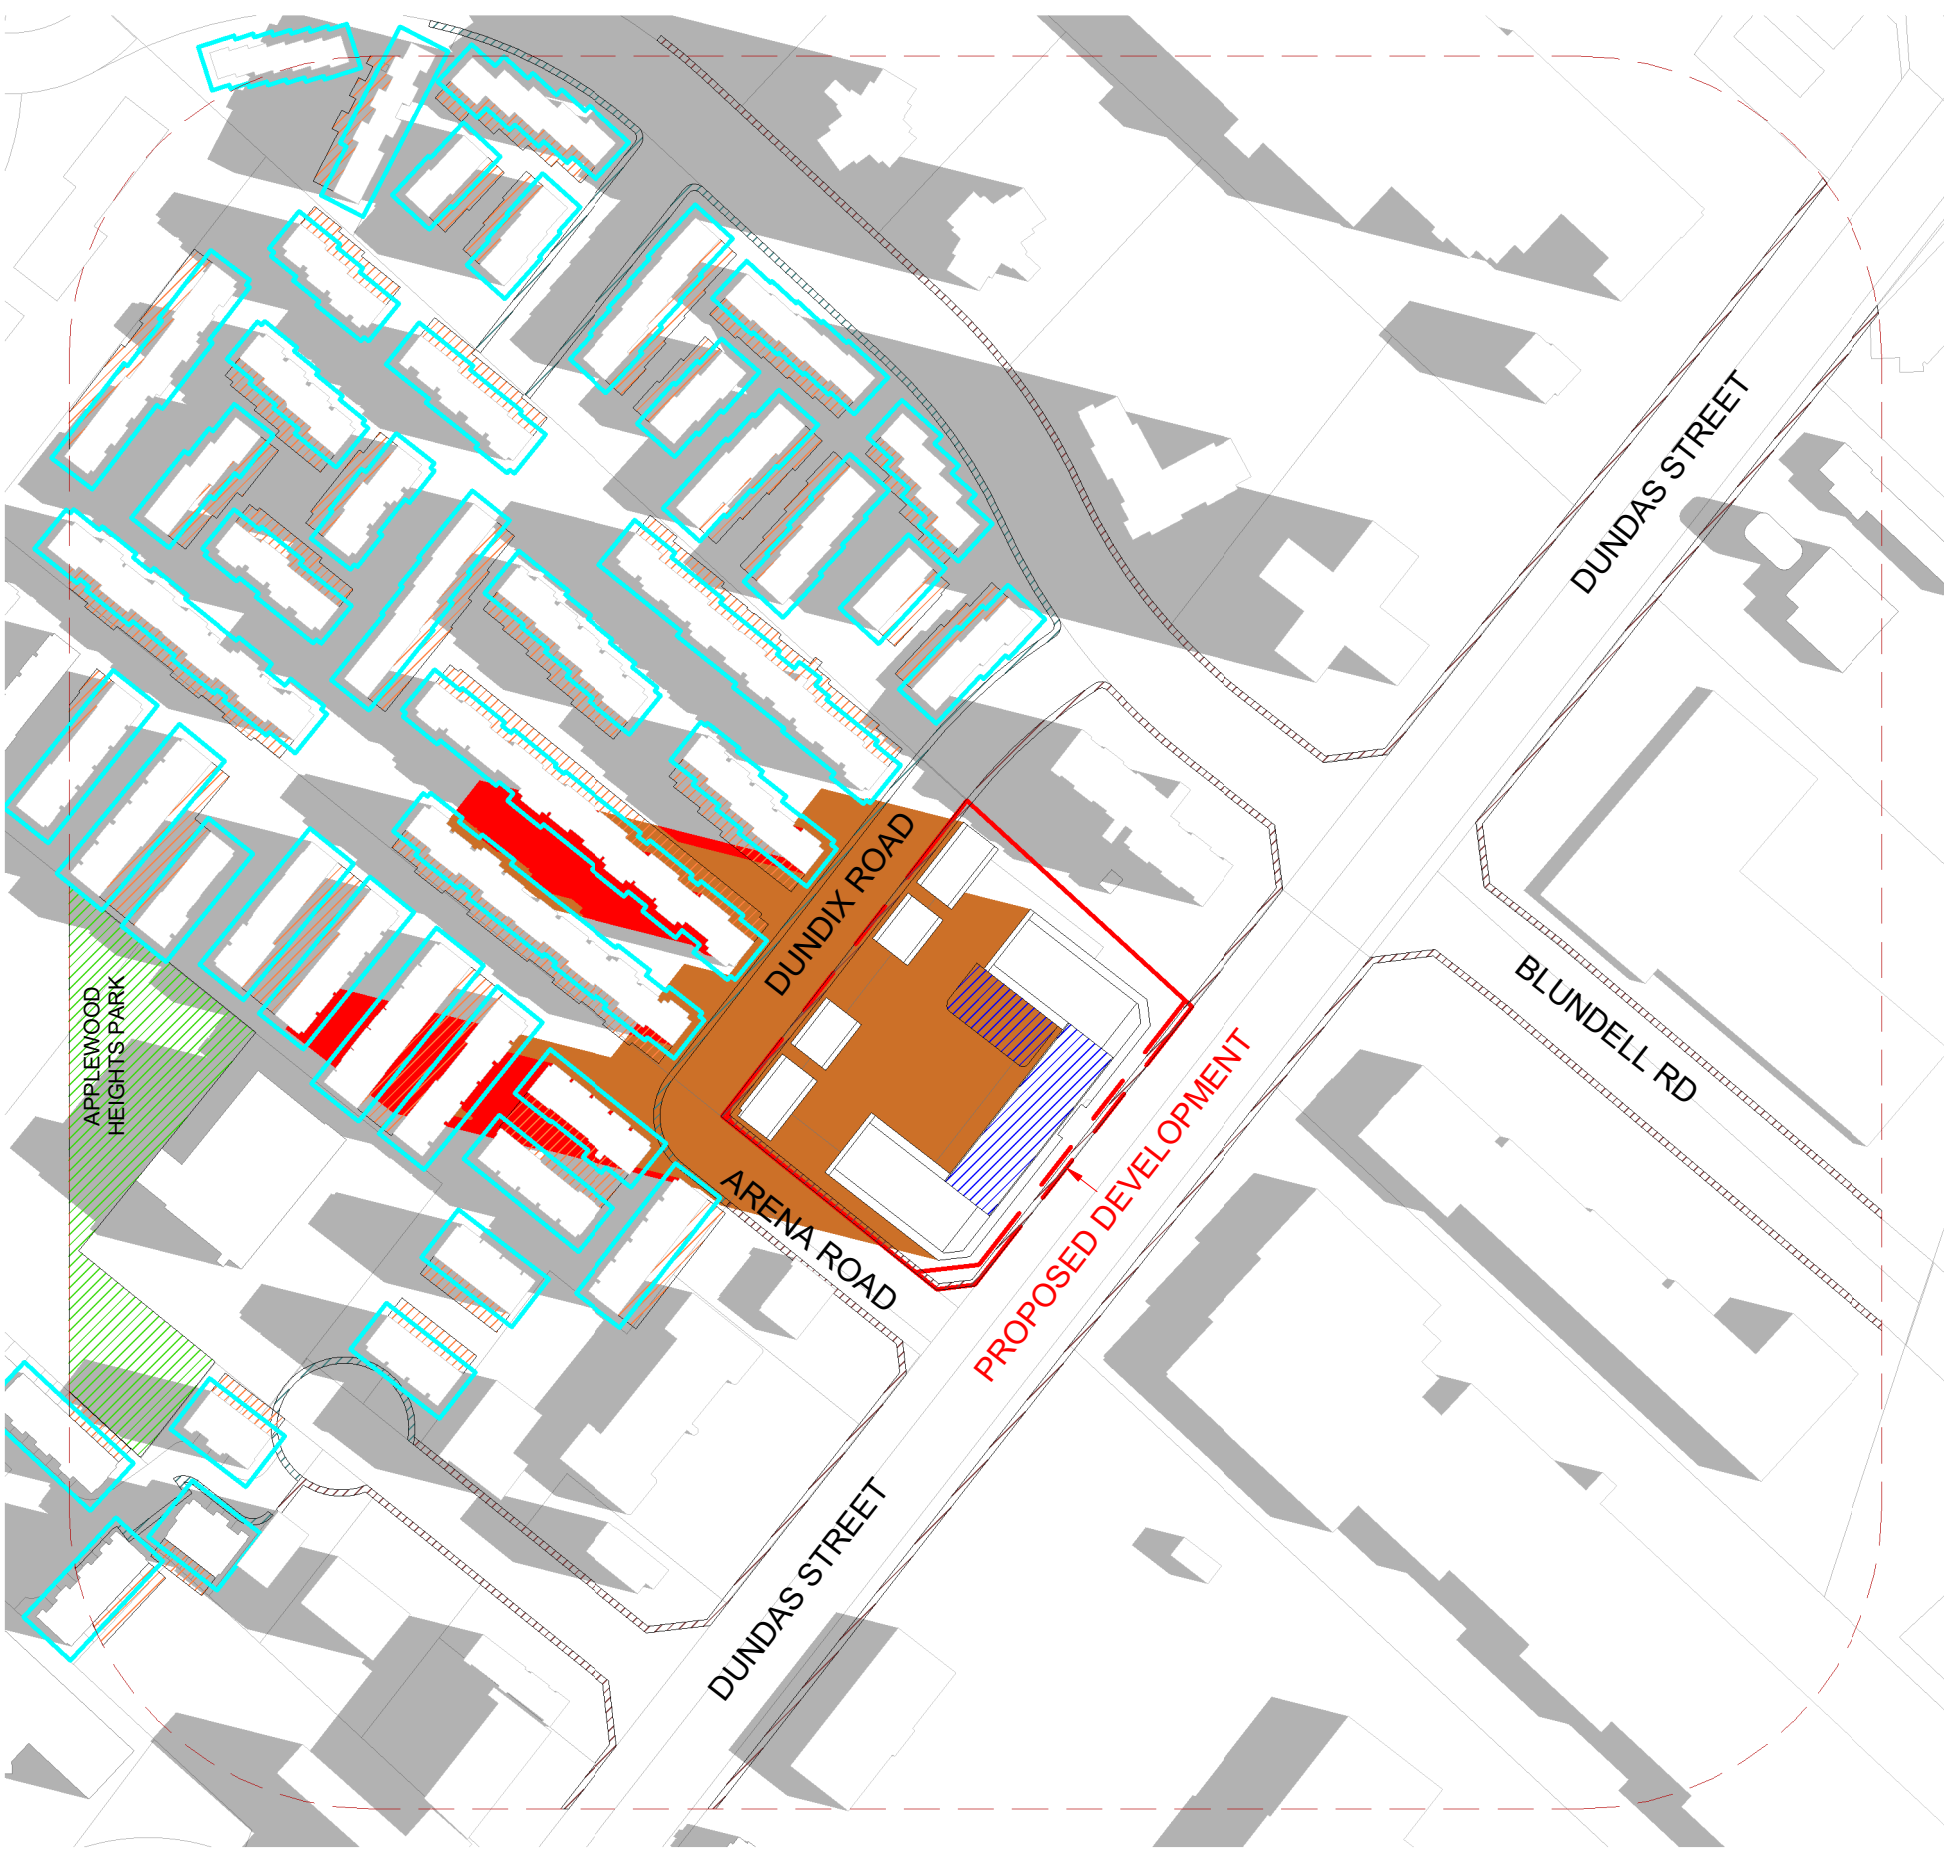 DUNDAS STREET
DUNDIX ROAD
APPLEWOOD
HEIGHTS PARK
BLUNDELL RD
ARENA ROAD
PROPOSED DEVELOPMENT
DUNDAS STREET